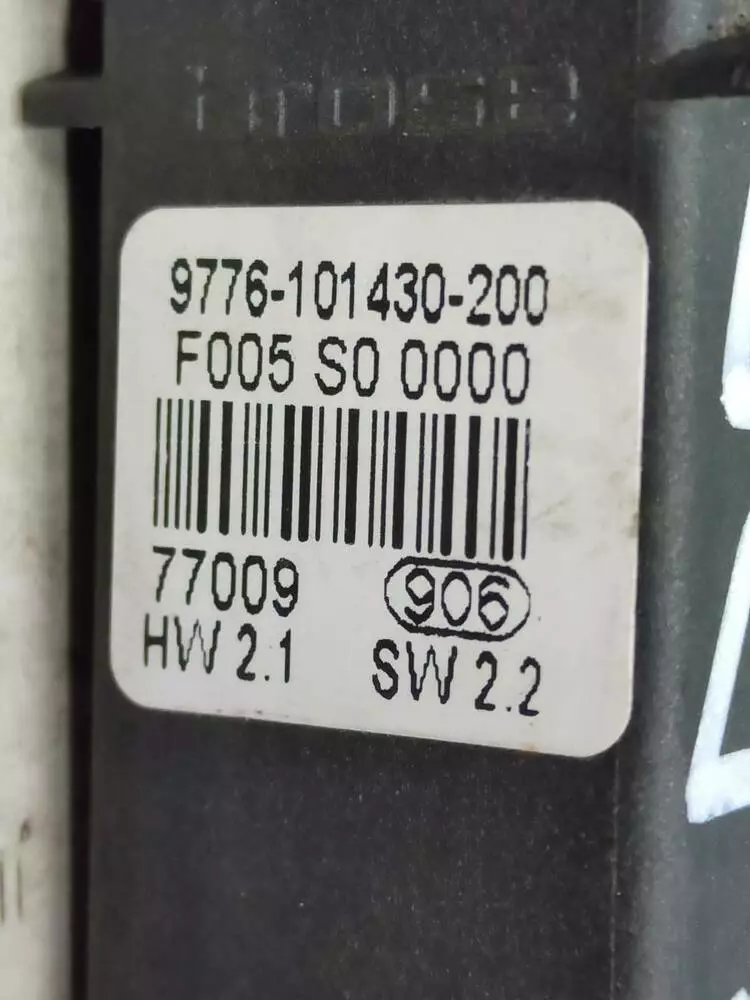 brose
9776-101430-200
F005 S0 0000
77009 906
HW 2.1 SW 2.2